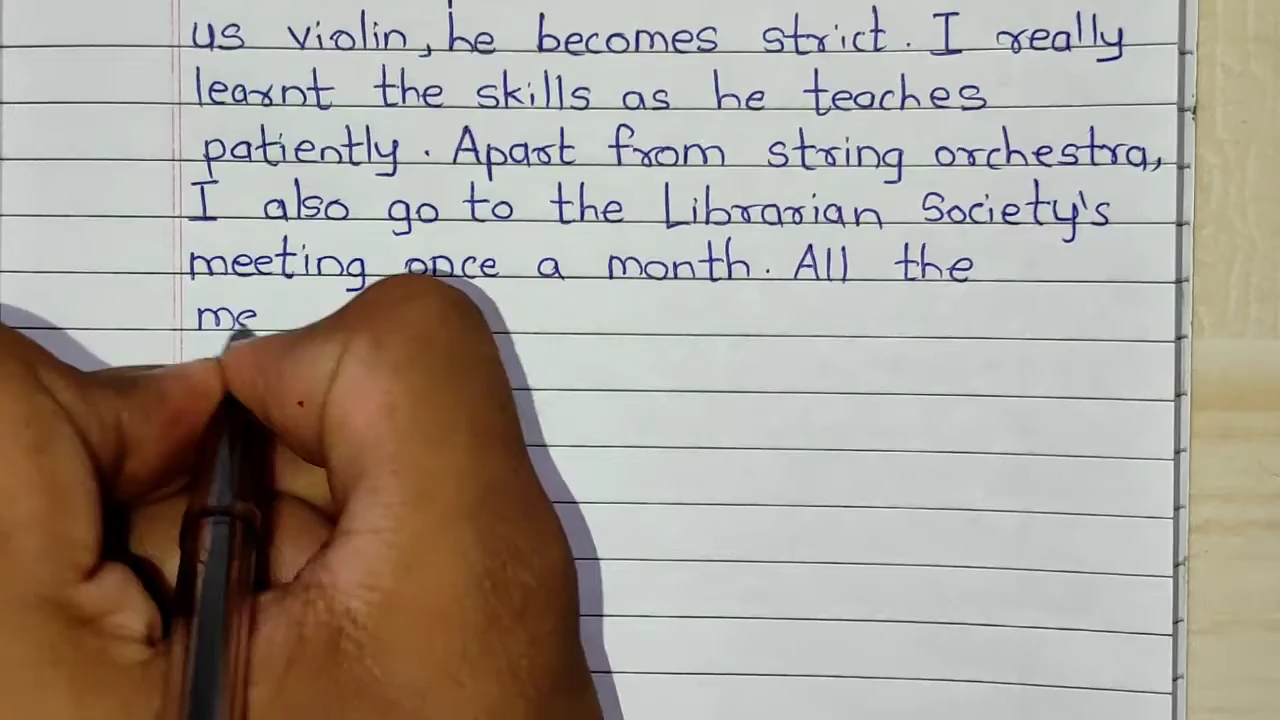 us violin, he becomes strict. I really
learnt the skills as he teaches
patiently. Apart from string orchestra,
I also go to the Librarian Society's
meeting once a month. All the
me